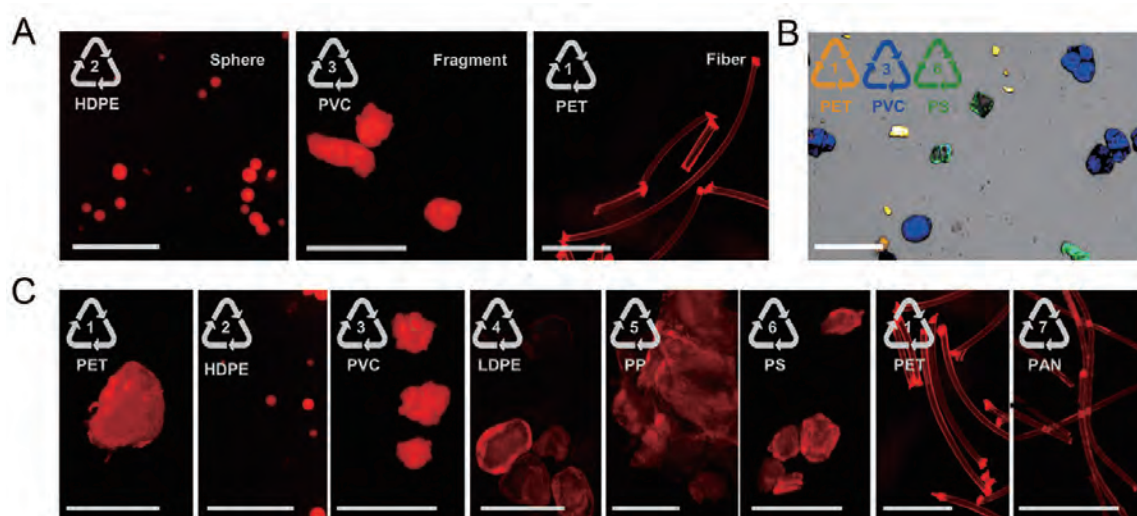 A
2
HDPE
Sphere
3
PVC
Fragment
1
PET
Fiber
B
1
PET
3
PVC
6
PS
C
1
PET
2
HDPE
3
PVC
4
LDPE
5
PP
6
PS
1
PET
7
PAN